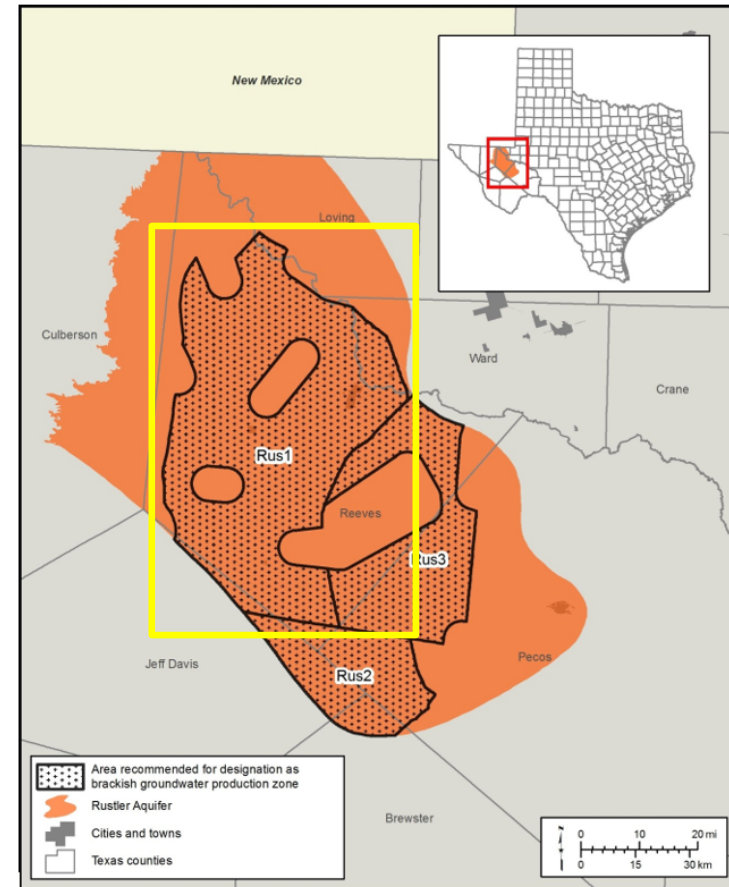 New Mexico
Loving
Culberson
Ward
Crane
Rus1
Reeves
Rus3
Jeff Davis
Pecos
Rus2
Brewster
Area recommended for designation as
brackish groundwater production zone
Rustler Aquifer
Cities and towns
Texas counties
0 10 20 mi
0 15 30 km